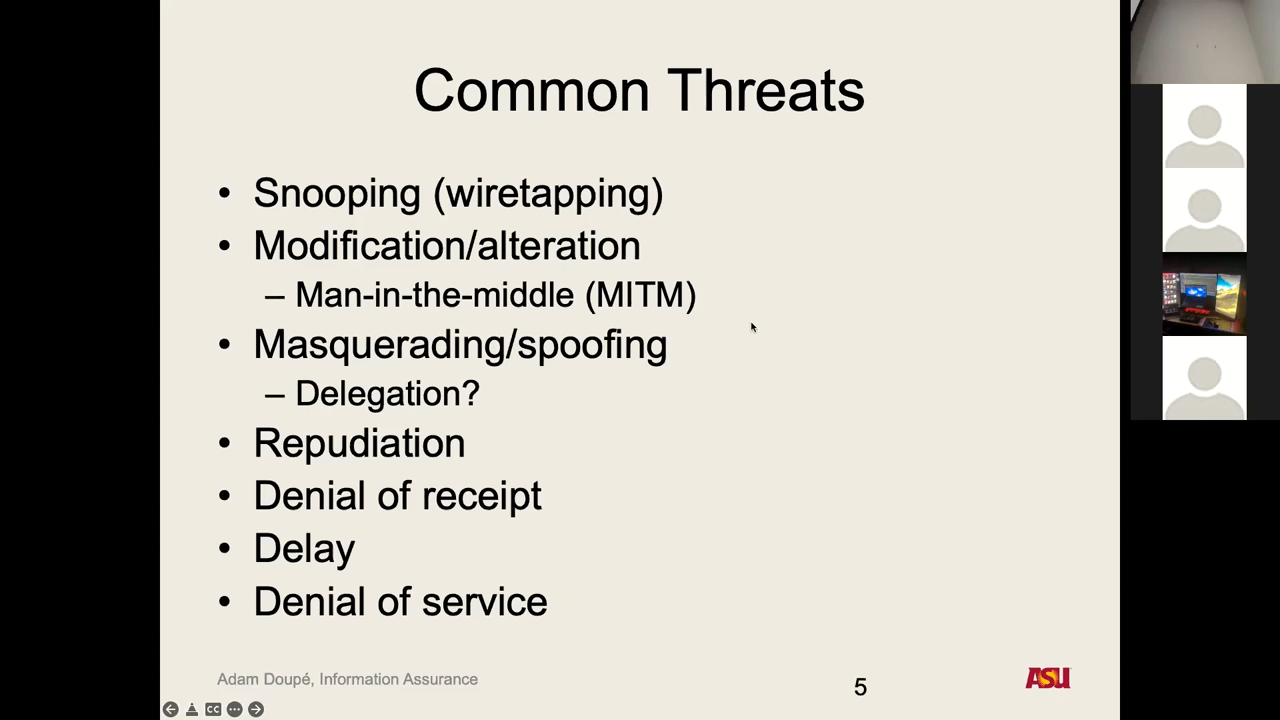 Common Threats
• Snooping (wiretapping)
• Modification/alteration
– Man-in-the-middle (MITM)
• Masquerading/spoofing
– Delegation?
• Repudiation
• Denial of receipt
• Delay
• Denial of service
Adam Doupé, Information Assurance
5
ASU
CC